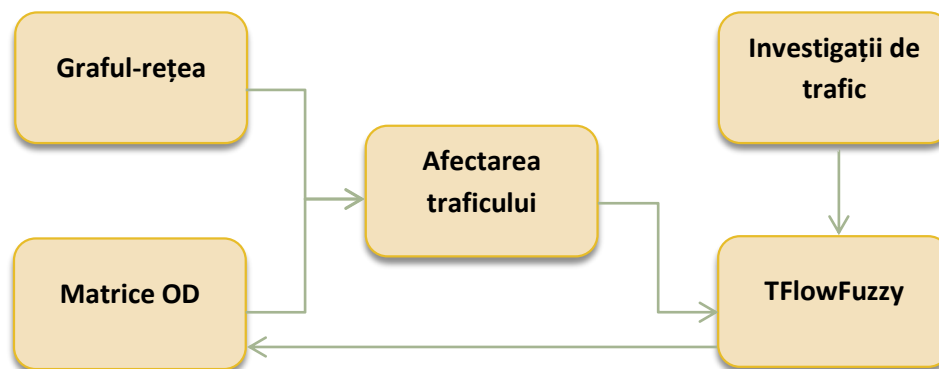 Graful-rețea
Investigații de
trafic
Afectarea
traficului
Matrice OD
TFlowFuzzy